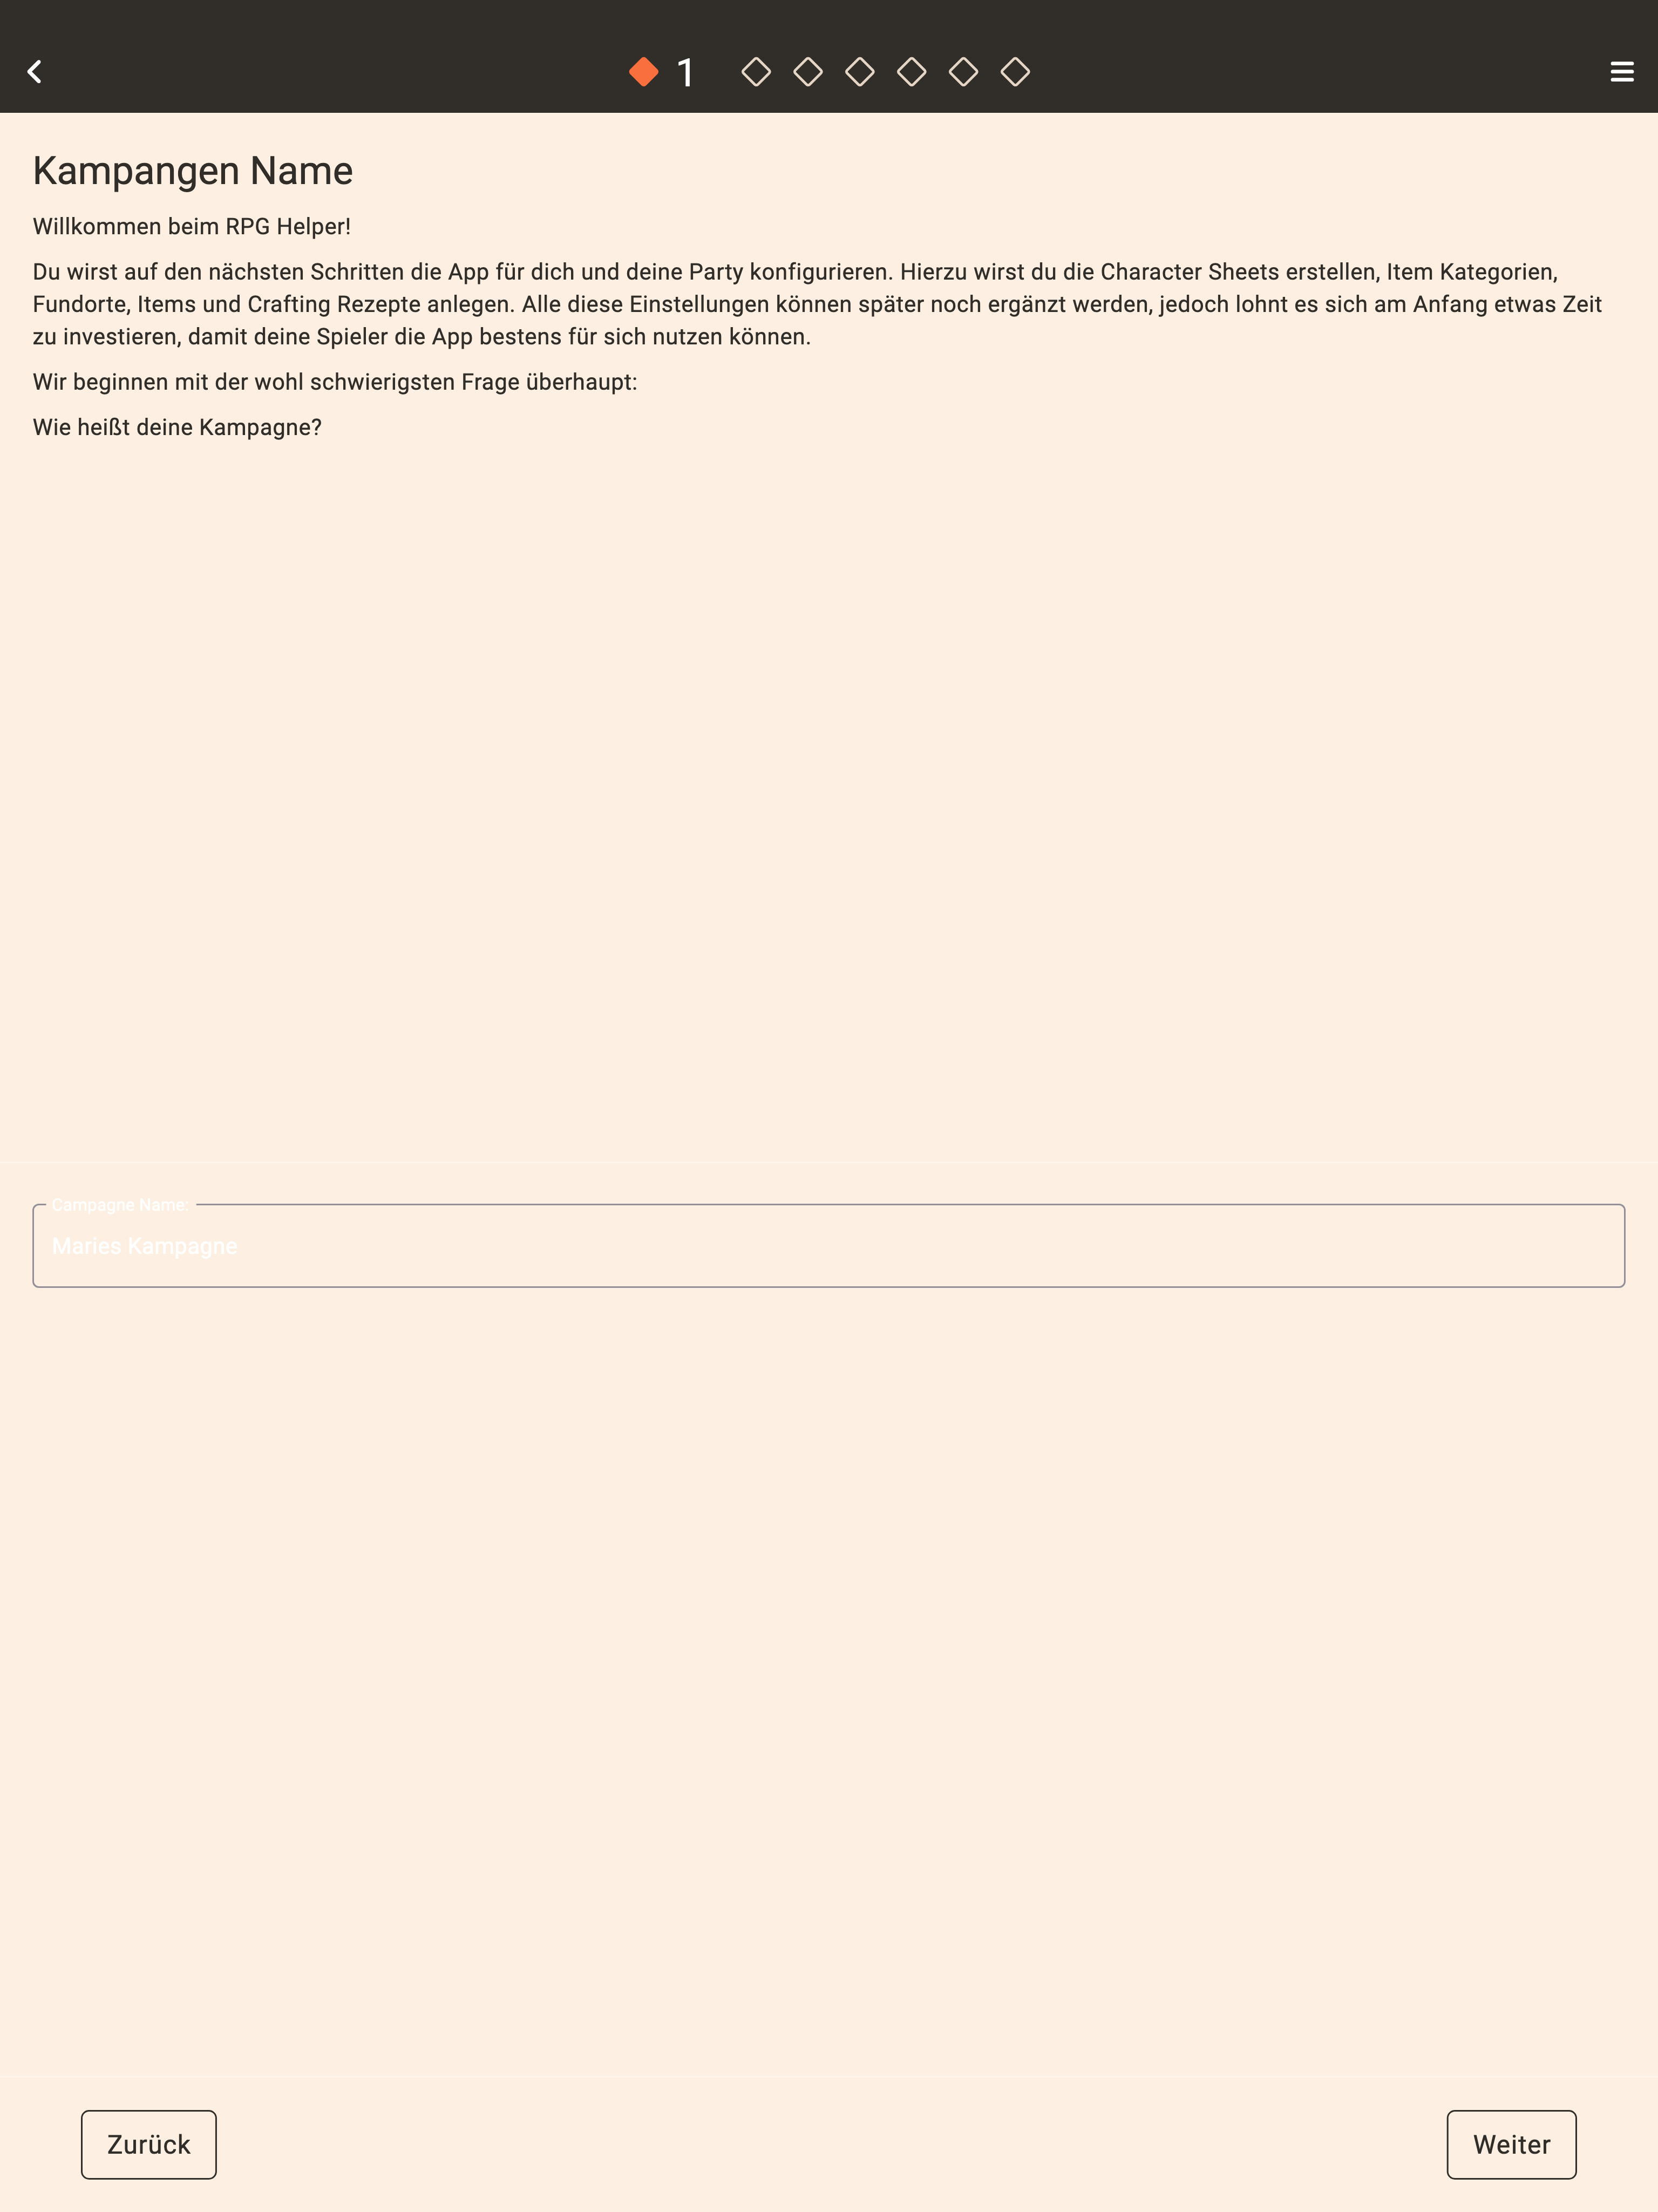 1
Kampangen Name
Willkommen beim RPG Helper!
Du wirst auf den nächsten Schritten die App für dich und deine Party konfigurieren. Hierzu wirst du die Character Sheets erstellen, Item Kategorien,
Fundorte, Items und Crafting Rezepte anlegen. Alle diese Einstellungen können später noch ergänzt werden, jedoch lohnt es sich am Anfang etwas Zeit
zu investieren, damit deine Spieler die App bestens für sich nutzen können.
Wir beginnen mit der wohl schwierigsten Frage überhaupt:
Wie heißt deine Kampagne?
Campagne Name:
Maries Kampagne
Zurück
Weiter